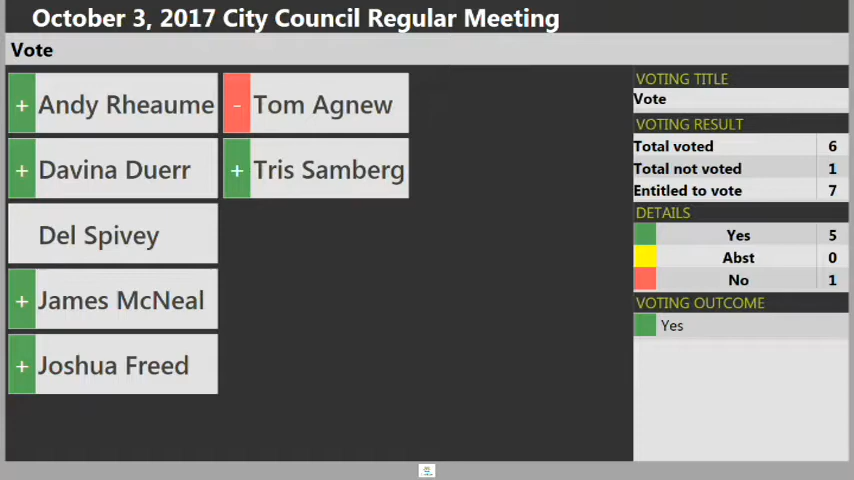 October 3, 2017 City Council Regular Meeting
Vote
+ Andy Rheaume
- Tom Agnew
+ Davina Duerr
+ Tris Samberg
Del Spivey
+ James McNeal
+ Joshua Freed
VOTING TITLE
Vote
VOTING RESULT
Total voted 6
Total not voted 1
Entitled to vote 7
DETAILS
Yes 5
Abst 0
No 1
VOTING OUTCOME
Yes